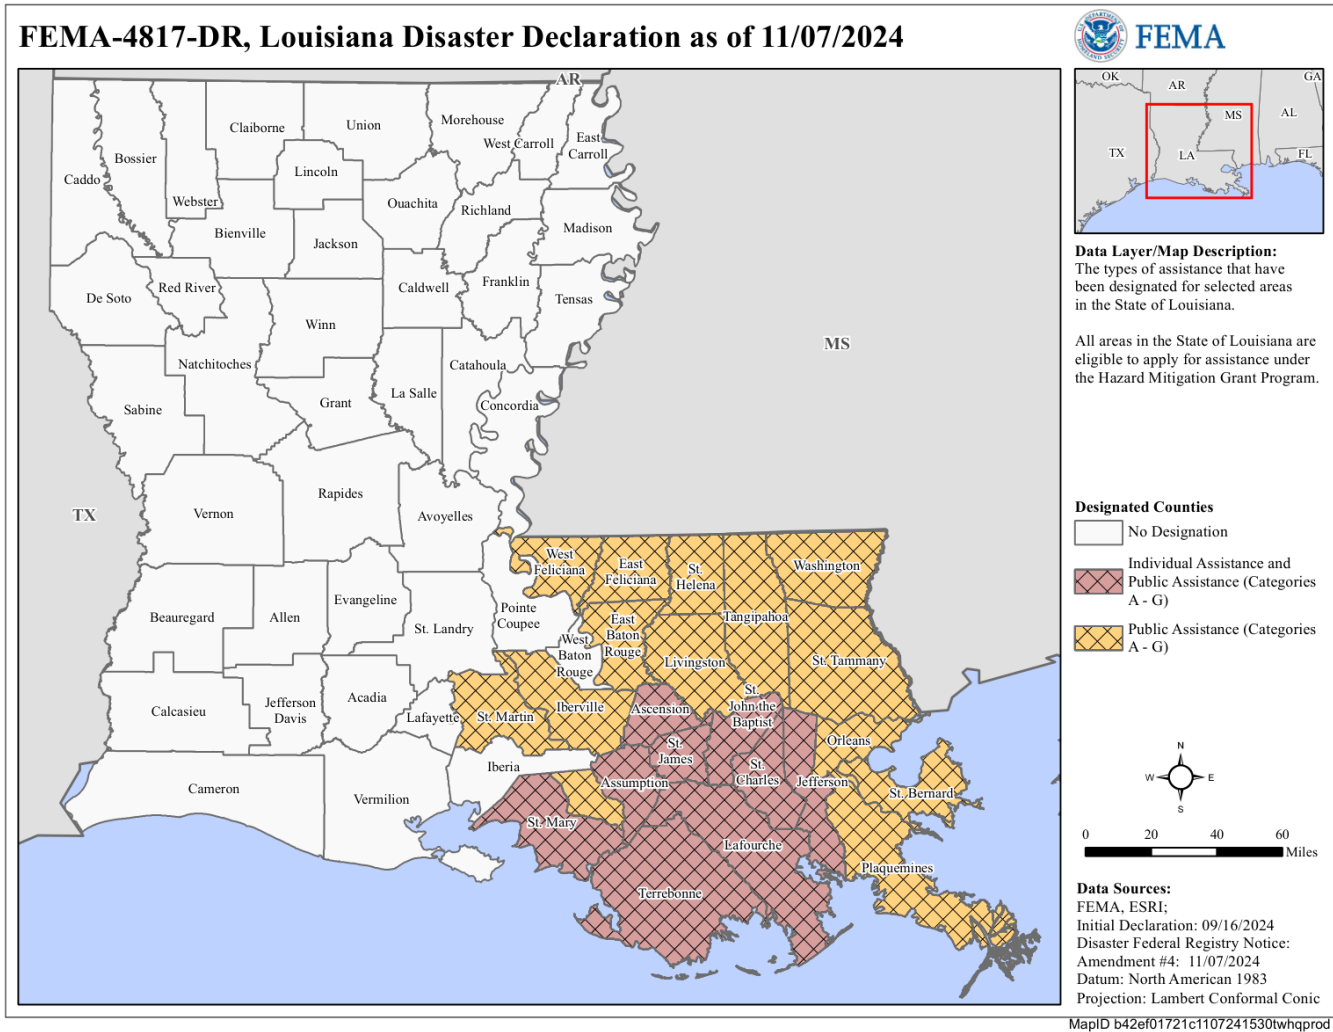 FEMA-4817-DR, Louisiana Disaster Declaration as of 11/07/2024
U.S. DEPARTMENT OF HOMELAND SECURITY
FEMA
AR
Claiborne
Union
Morehouse
West Carroll
East
Carroll
Bossier
Caddo
Webster
Lincoln
Ouachita
Richland
Madison
Bienville
Jackson
De Soto
Red River
Caldwell
Franklin
Tensas
Winn
Natchitoches
Catahoula
La Salle
Sabine
Grant
Concordia
MS
TX
Vernon
Rapides
Avoyelles
West
Feliciana
East
Feliciana
St.
Helena
Washington
Beauregard
Allen
Evangeline
St. Landry
Pointe
Coupee
Tangipahoa
East
Baton
Rouge
West
Baton
Rouge
Livingston
St. Tammany
Calcasieu
Jefferson
Davis
Acadia
Lafayette
St. Martin
Iberville
Ascension
St.
John the
Baptist
Orleans
St.
James
St.
Charles
Iberia
Assumption
Jefferson
St. Bernard
Cameron
Vermilion
St. Mary
Lafourche
Plaquemines
Terrebonne
OK
AR
GA
MS
AL
TX
LA
FL
Data Layer/Map Description:
The types of assistance that have
been designated for selected areas
in the State of Louisiana.
All areas in the State of Louisiana are
eligible to apply for assistance under
the Hazard Mitigation Grant Program.
Designated Counties
No Designation
Individual Assistance and
Public Assistance (Categories
A - G)
Public Assistance (Categories
A - G)
N
W E
S
0 20 40 60
Miles
Data Sources:
FEMA, ESRI;
Initial Declaration: 09/16/2024
Disaster Federal Registry Notice:
Amendment #4: 11/07/2024
Datum: North American 1983
Projection: Lambert Conformal Conic
MapID b42ef01721c1107241530twhqprod